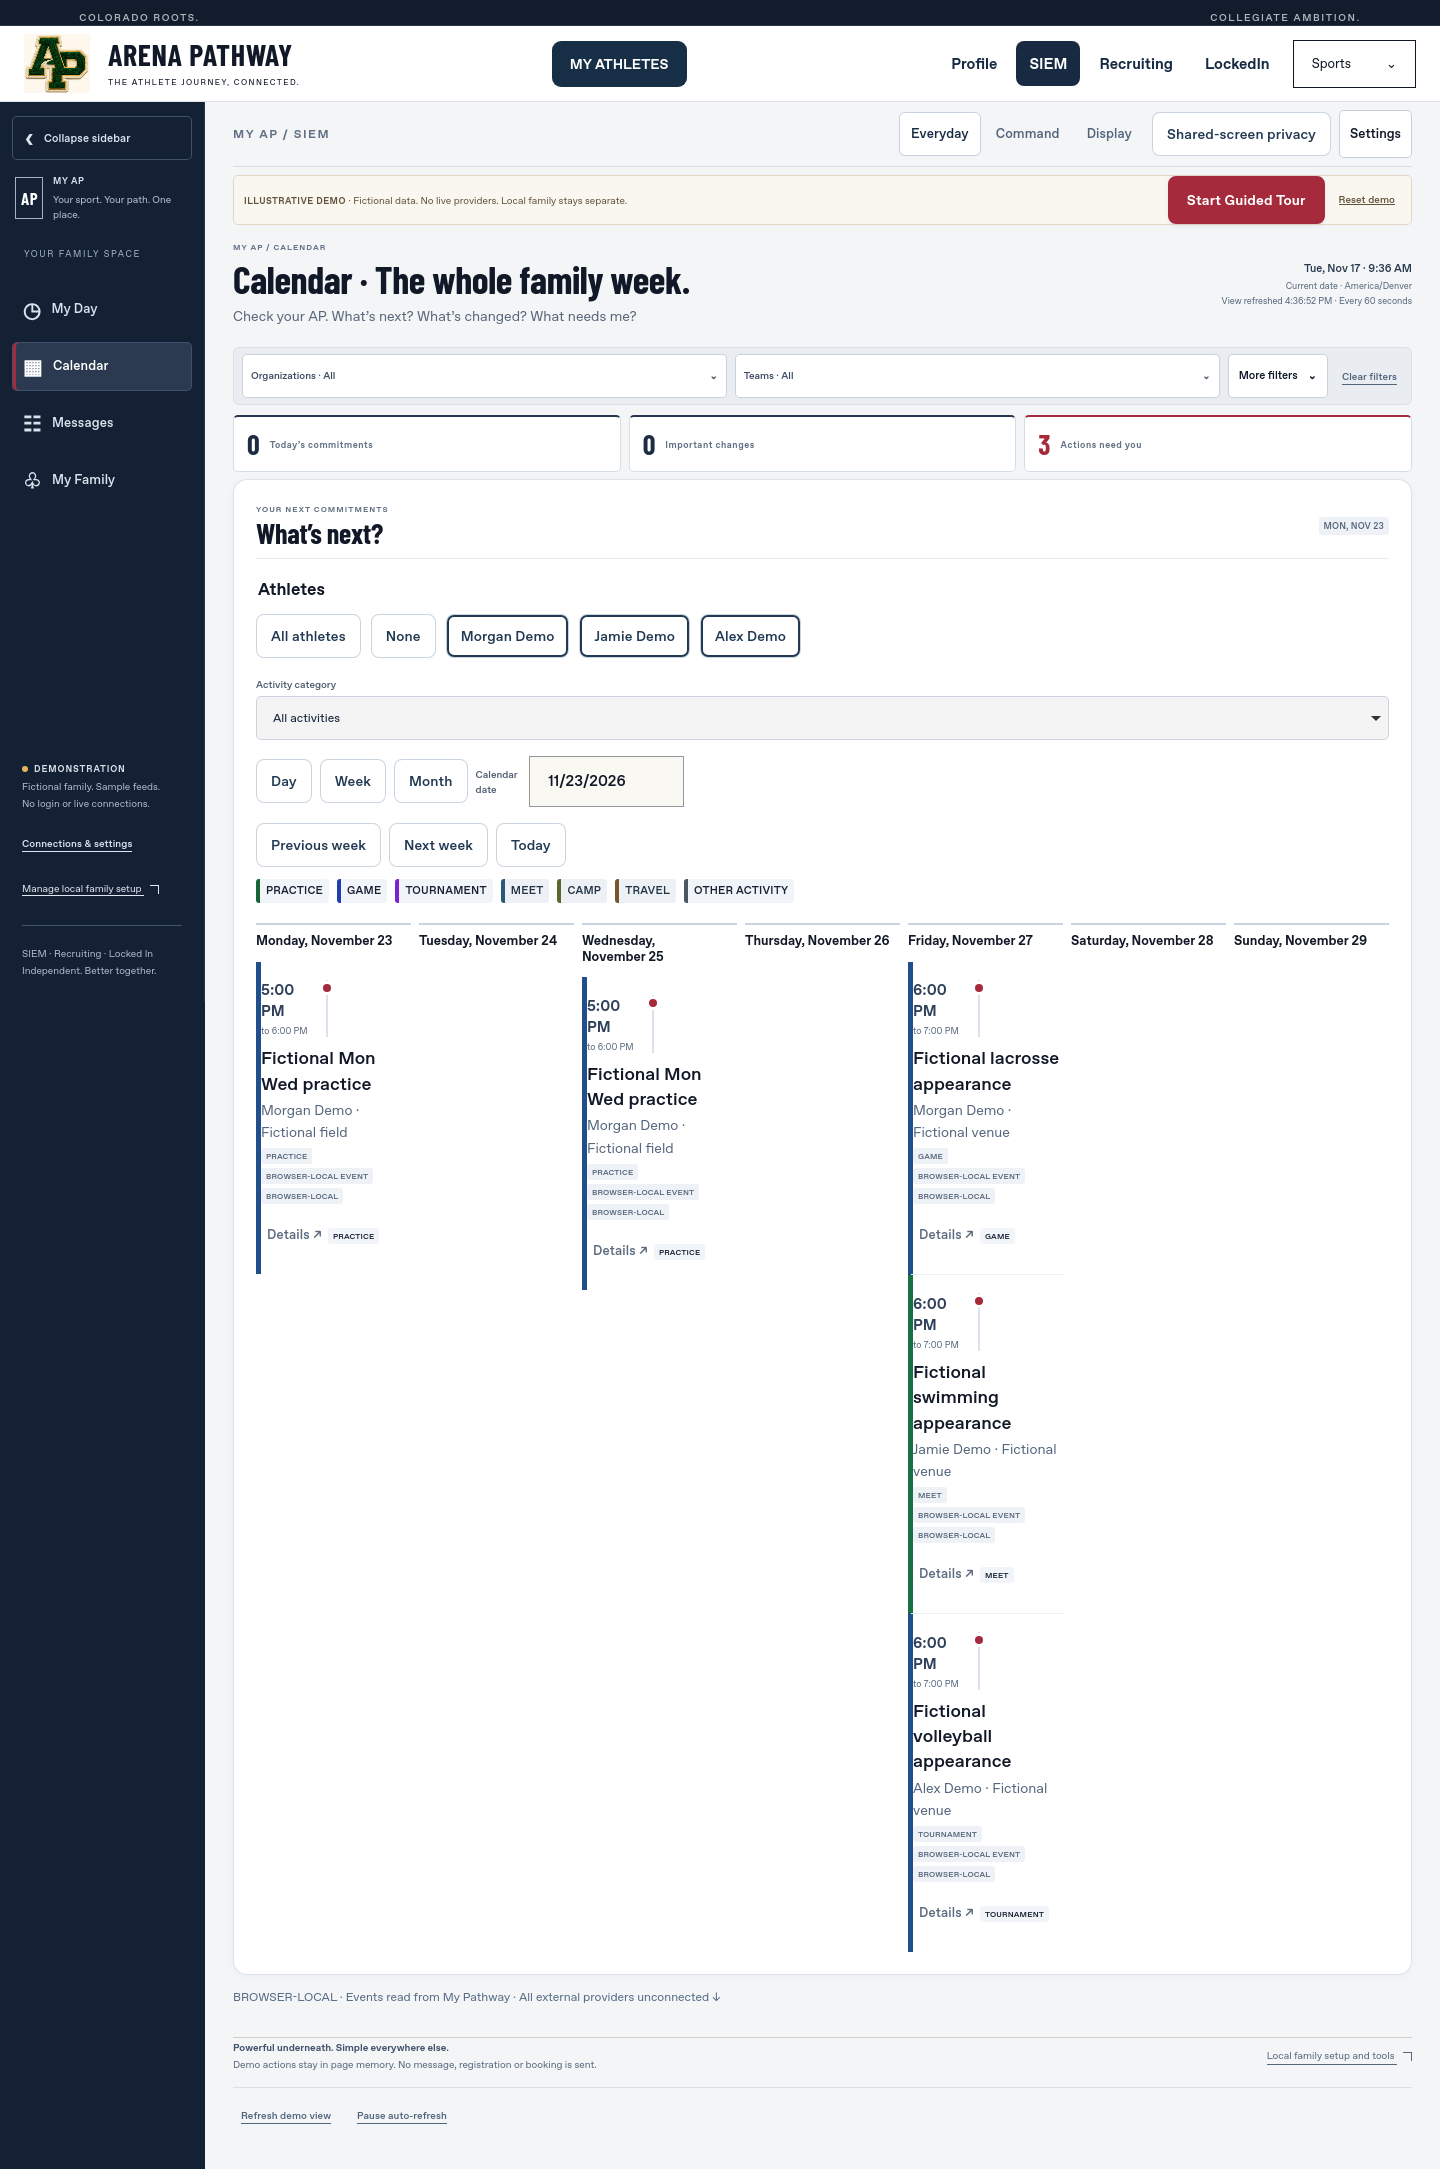 COLORADO ROOTS.
COLLEGIATE AMBITION.
AP
ARENA PATHWAY
THE ATHLETE JOURNEY, CONNECTED.
MY ATHLETES
Profile
SIEM
Recruiting
LockedIn
Sports
Collapse sidebar
AP
MY AP
Your sport. Your path. One
place.
YOUR FAMILY SPACE
My Day
Calendar
Messages
My Family
DEMONSTRATION
Fictional family. Sample feeds.
No login or live connections.
Connections & settings
Manage local family setup
SIEM · Recruiting · Locked In
Independent. Better together.
MY AP / SIEM
Everyday
Command
Display
Shared-screen privacy
Settings
ILLUSTRATIVE DEMO · Fictional data. No live providers. Local family stays separate.
Start Guided Tour
Reset demo
MY AP / CALENDAR
Calendar · The whole family week.
Check your AP. What’s next? What’s changed? What needs me?
Tue, Nov 17 · 9:36 AM
Current date · America/Denver
View refreshed 4:36:52 PM · Every 60 seconds
Organizations · All
Teams · All
More filters
Clear filters
0 Today’s commitments
0 Important changes
3 Actions need you
YOUR NEXT COMMITMENTS
What’s next?
MON, NOV 23
Athletes
All athletes
None
Morgan Demo
Jamie Demo
Alex Demo
Activity category
All activities
Day
Week
Month
Calendar
date
11/23/2026
Previous week
Next week
Today
PRACTICE
GAME
TOURNAMENT
MEET
CAMP
TRAVEL
OTHER ACTIVITY
Monday, November 23
5:00
PM
to 6:00 PM
Fictional Mon
Wed practice
Morgan Demo ·
Fictional field
PRACTICE
BROWSER-LOCAL EVENT
BROWSER-LOCAL
Details ↗ PRACTICE
Tuesday, November 24
Wednesday,
November 25
5:00
PM
to 6:00 PM
Fictional Mon
Wed practice
Morgan Demo ·
Fictional field
PRACTICE
BROWSER-LOCAL EVENT
BROWSER-LOCAL
Details ↗ PRACTICE
Thursday, November 26
Friday, November 27
6:00
PM
to 7:00 PM
Fictional lacrosse
appearance
Morgan Demo ·
Fictional venue
GAME
BROWSER-LOCAL EVENT
BROWSER-LOCAL
Details ↗ GAME
6:00
PM
to 7:00 PM
Fictional
swimming
appearance
Jamie Demo · Fictional
venue
MEET
BROWSER-LOCAL EVENT
BROWSER-LOCAL
Details ↗ MEET
6:00
PM
to 7:00 PM
Fictional
volleyball
appearance
Alex Demo · Fictional
venue
TOURNAMENT
BROWSER-LOCAL EVENT
BROWSER-LOCAL
Details ↗ TOURNAMENT
Saturday, November 28
Sunday, November 29
BROWSER-LOCAL · Events read from My Pathway · All external providers unconnected ↓
Powerful underneath. Simple everywhere else.
Demo actions stay in page memory. No message, registration or booking is sent.
Local family setup and tools
Refresh demo view
Pause auto-refresh